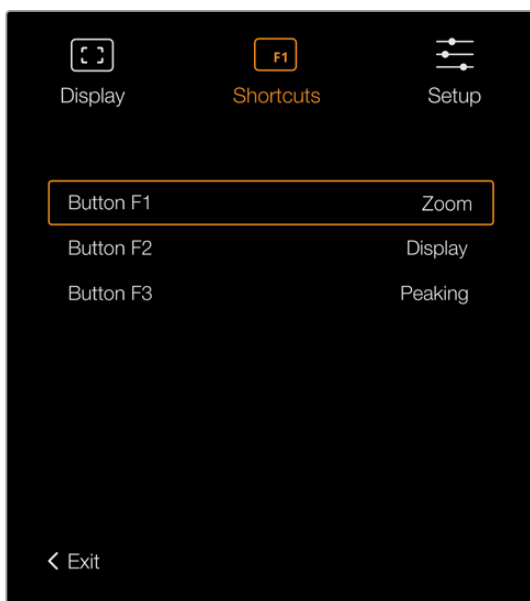 F1
Display Shortcuts Setup
Button F1 Zoom
Button F2 Display
Button F3 Peaking
Exit